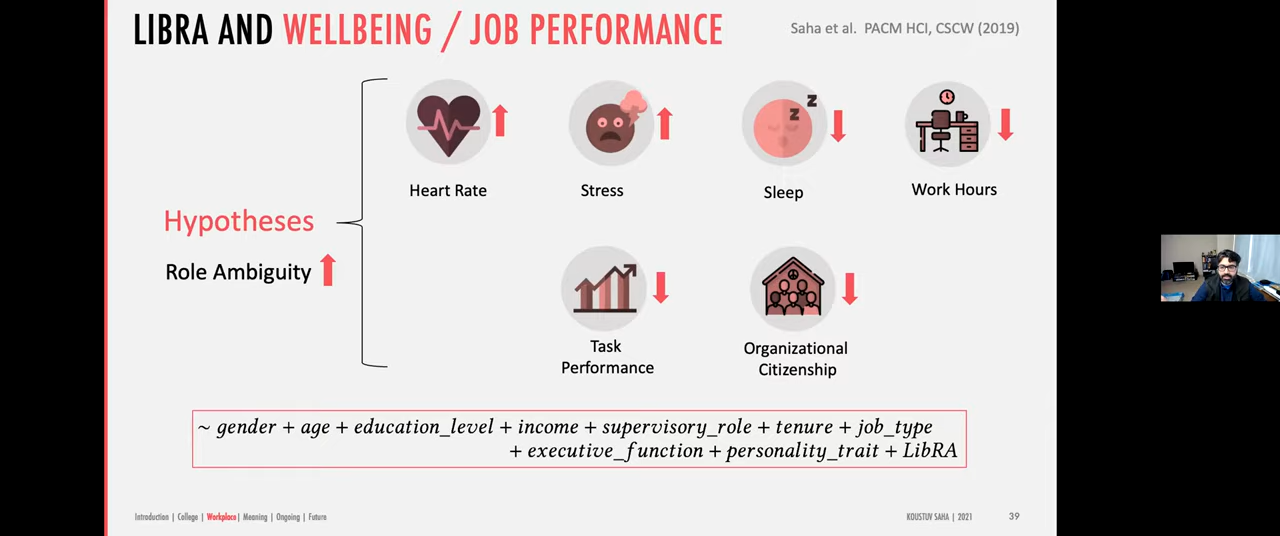 LIBRA AND WELLBEING / JOB PERFORMANCE
Saha et al. PACM HCI, CSCW (2019)
Z
Z
Heart Rate
Stress
Sleep
Work Hours
Hypotheses
Role Ambiguity
Task
Performance
Organizational
Citizenship
~ gender + age + education_level + income + supervisory_role + tenure + job_type
+ executive_function + personality_trait + LibRA
Introduction | College | Workplace | Meaning | Ongoing | Future
KOUSTUV SAHA | 2021
39